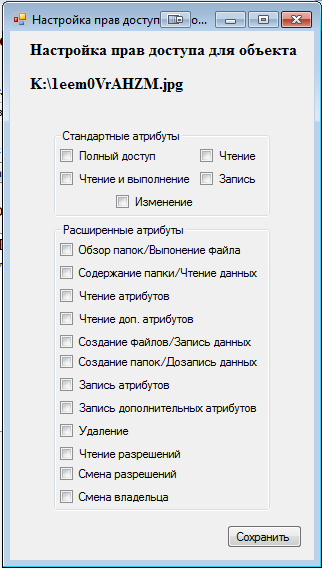 Настройка прав доступ о...
Настройка прав доступа для объекта
K:\1eem0VrAHZM.jpg
Стандартные атрибуты
Полный доступ Чтение
Чтение и выполнение Запись
Изменение
Расширенные атрибуты
Обзор папок/Выпонение файла
Содержание папки/Чтение данных
Чтение атрибутов
Чтение доп. атрибутов
Создание файлов/Запись данных
Создание папок/Дозапись данных
Запись атрибутов
Запись дополнительных атрибутов
Удаление
Чтение разрешений
Смена разрешений
Смена владельца
Сохранить